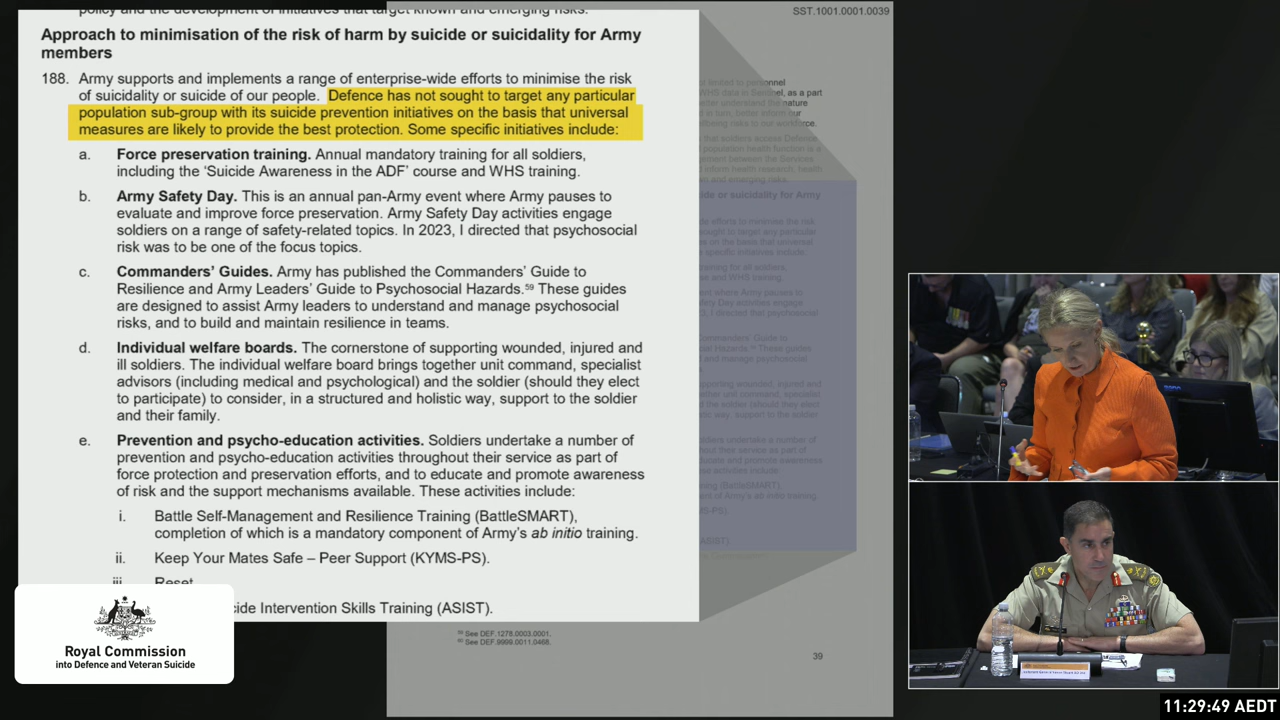 policy and the development of initiatives that target known and emerging risks.
SST.1001.0001.0039
Approach to minimisation of the risk of harm by suicide or suicidality for Army
members
188. Army supports and implements a range of enterprise-wide efforts to minimise the risk
of suicidality or suicide of our people. Defence has not sought to target any particular
population sub-group with its suicide prevention initiatives on the basis that universal
measures are likely to provide the best protection. Some specific initiatives include:
a. Force preservation training. Annual mandatory training for all soldiers,
including the ‘Suicide Awareness in the ADF’ course and WHS training.
b. Army Safety Day. This is an annual pan-Army event where Army pauses to
evaluate and improve force preservation. Army Safety Day activities engage
soldiers on a range of safety-related topics. In 2023, I directed that psychosocial
risk was to be one of the focus topics.
c. Commanders’ Guides. Army has published the Commanders’ Guide to
Resilience and Army Leaders’ Guide to Psychosocial Hazards.⁵⁹ These guides
are designed to assist Army leaders to understand and manage psychosocial
risks, and to build and maintain resilience in teams.
d. Individual welfare boards. The cornerstone of supporting wounded, injured and
ill soldiers. The individual welfare board brings together unit command, specialist
advisors (including medical and psychological) and the soldier (should they elect
to participate) to consider, in a structured and holistic way, support to the soldier
and their family.
e. Prevention and psycho-education activities. Soldiers undertake a number of
prevention and psycho-education activities throughout their service as part of
force protection and preservation efforts, and to educate and promote awareness
of risk and the support mechanisms available. These activities include:
i. Battle Self-Management and Resilience Training (BattleSMART),
completion of which is a mandatory component of Army’s ab initio training.
ii. Keep Your Mates Safe – Peer Support (KYMS-PS).
iii. Reset
cide Intervention Skills Training (ASIST).
⁵⁹ See DEF.1278.0003.0001.
⁶⁰ See DEF.9999.0011.0468.
39
Royal Commission
into Defence and Veteran Suicide
11:29:49 AEDT